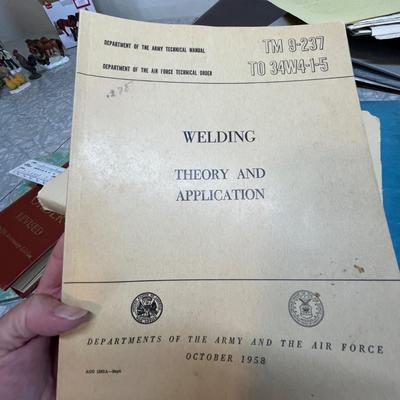 DEPARTMENT OF THE ARMY TECHNICAL MANUAL
TM 9-237
DEPARTMENT OF THE AIR FORCE TECHNICAL ORDER
TO 34W4-1-5
WELDING
THEORY AND
APPLICATION
DEPARTMENTS OF THE ARMY AND THE AIR FORCE
OCTOBER 1958
REVISED